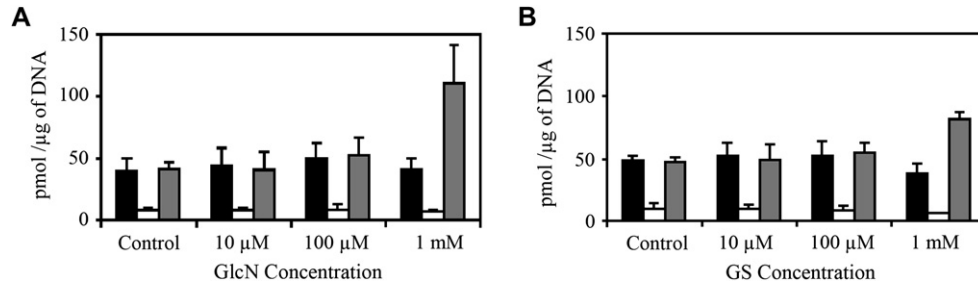 A
150
100
50
0
pmol /µg of DNA
Control 10 µM 100 µM 1 mM
GlcN Concentration
B
150
100
50
0
pmol /µg of DNA
Control 10 µM 100 µM 1 mM
GS Concentration